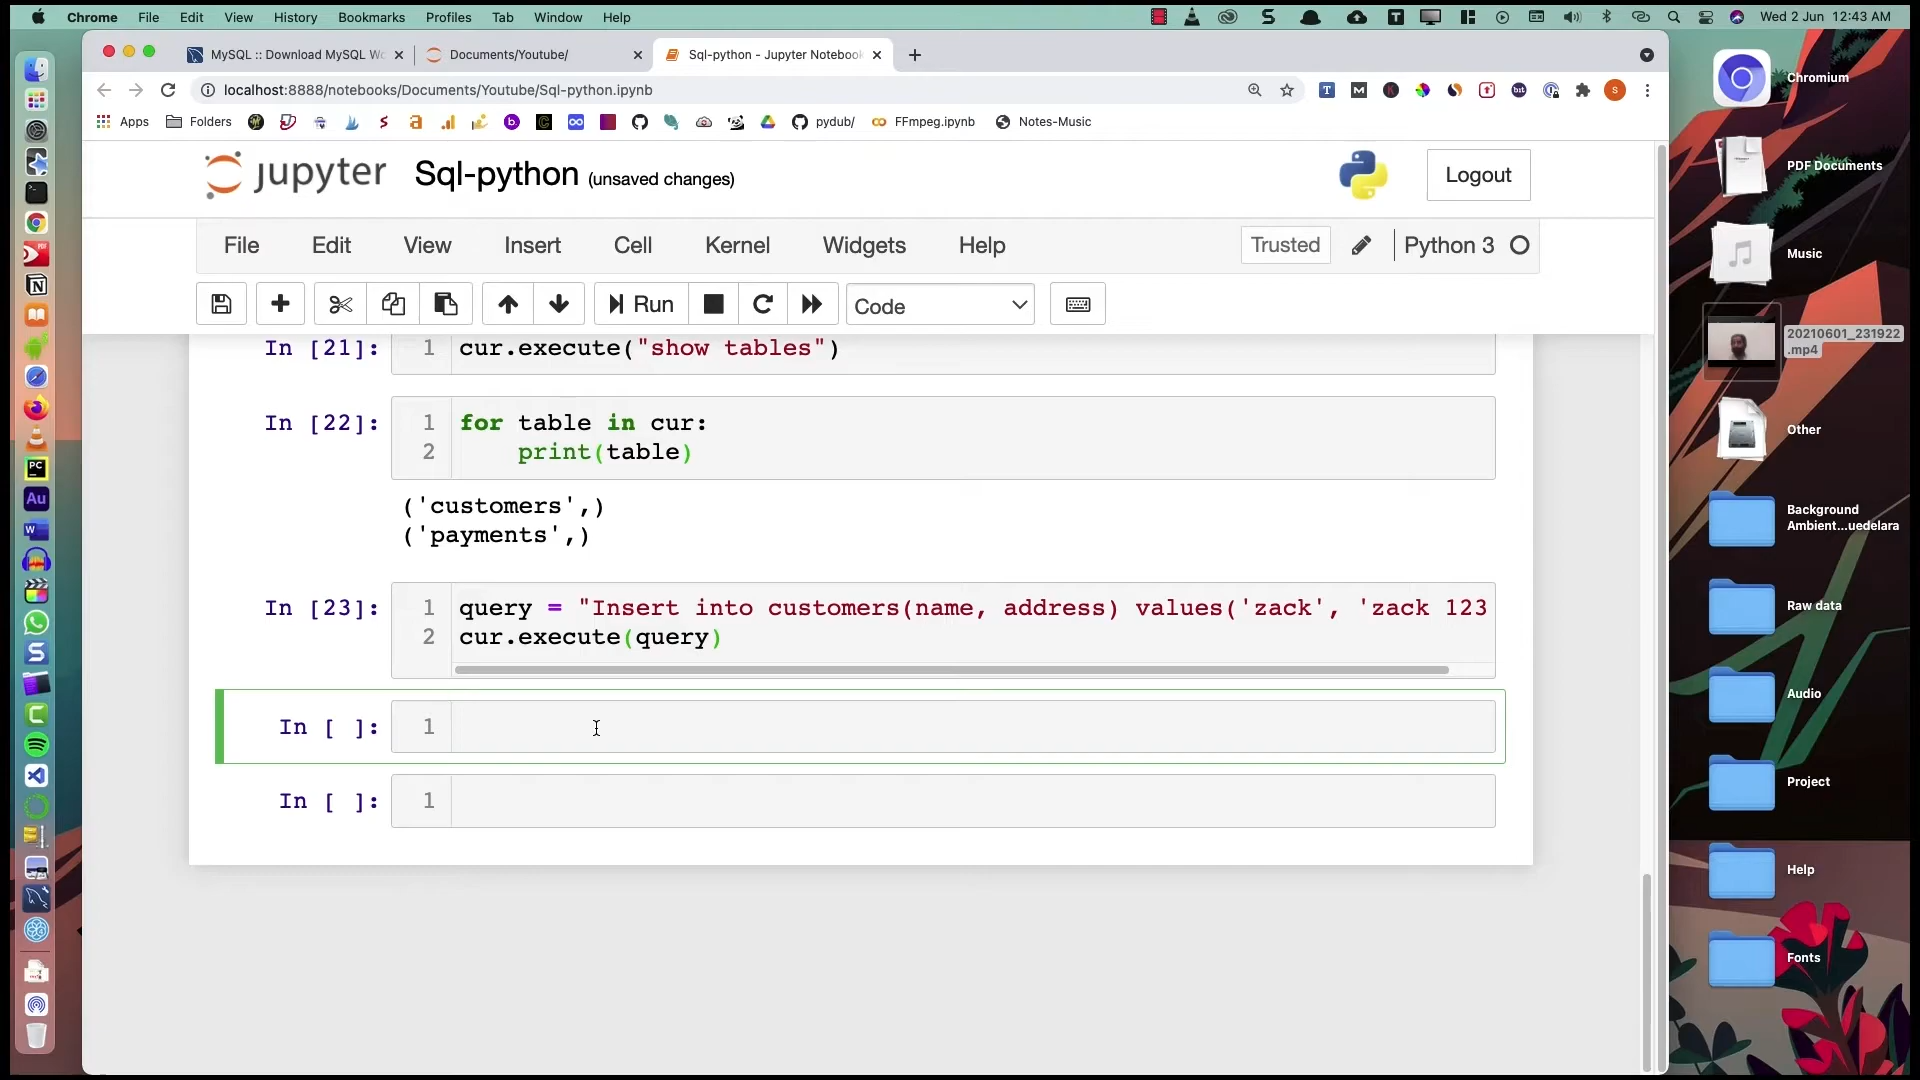 Chrome File Edit View History Bookmarks Profiles Tab Window Help
Wed 2 Jun 12:43 AM
MySQL :: Download MySQL Wo
Documents/Youtube/
Sql-python - Jupyter Notebook
localhost:8888/notebooks/Documents/Youtube/Sql-python.ipynb
Apps Folders pydub/ FFmpeg.ipynb Notes-Music
jupyter Sql-python (unsaved changes)
Logout
File Edit View Insert Cell Kernel Widgets Help
Trusted Python 3
Run Code
In [21]: 1 cur.execute("show tables")
In [22]: 1 for table in cur:
2 print(table)
('customers',)
('payments',)
In [23]: 1 query = "Insert into customers(name, address) values('zack', 'zack 123
2 cur.execute(query)
In [ ]: 1
In [ ]: 1
Chromium
PDF Documents
Music
20210601_231922
.mp4
Other
Background
Ambient...uedelara
Raw data
Audio
Project
Help
Fonts